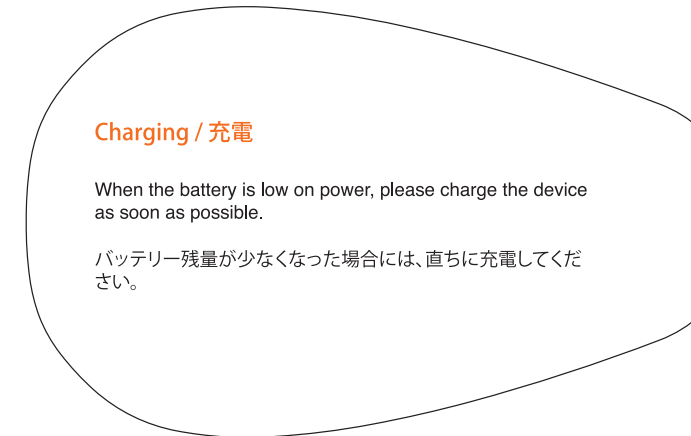 Charging / 充電
When the battery is low on power, please charge the device
as soon as possible.
バッテリー残量が少なくなった場合には、直ちに充電してくだ
さい。